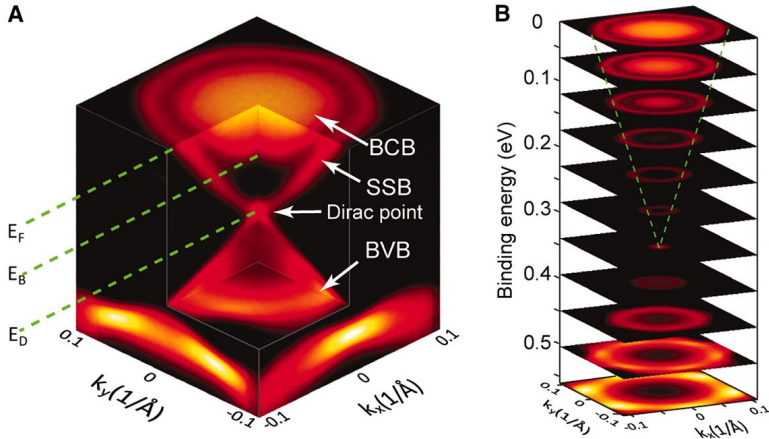 A
BCB
SSB
Dirac point
BVB
E_F
E_B
E_D
0.1
0
-0.1
k_y(1/Å)
-0.1
0
0.1
k_x(1/Å)
B
0
0.1
0.2
0.3
0.4
0.5
Binding energy (eV)
0.1
0
-0.1
k_y(1/Å)
-0.1
0
0.1
k_x(1/Å)